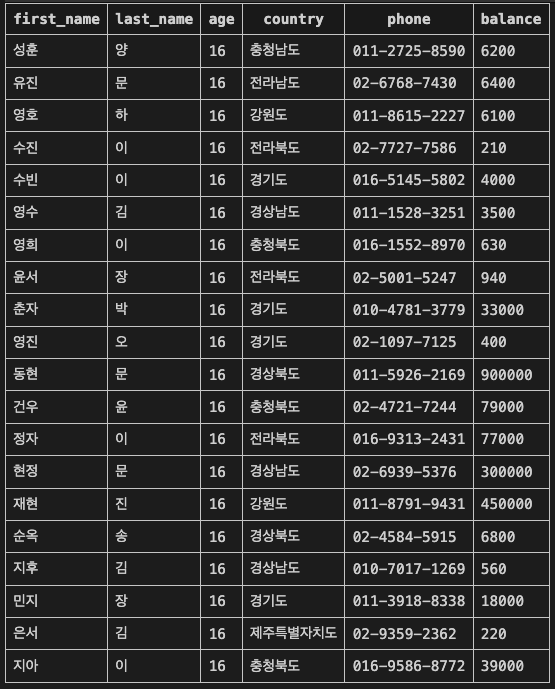 first_name last_name age country phone balance
성훈 양 16 충청남도 011-2725-8590 6200
유진 문 16 전라남도 02-6768-7430 6400
영호 하 16 강원도 011-8615-2227 6100
수진 이 16 전라북도 02-7727-7586 210
수빈 이 16 경기도 016-5145-5802 4000
영수 김 16 경상남도 011-1528-3251 3500
영희 이 16 충청북도 016-1552-8970 630
윤서 장 16 전라북도 02-5001-5247 940
춘자 박 16 경기도 010-4781-3779 33000
영진 오 16 경기도 02-1097-7125 400
동현 문 16 경상북도 011-5926-2169 900000
건우 윤 16 충청북도 02-4721-7244 79000
정자 이 16 전라북도 016-9313-2431 77000
현정 문 16 경상남도 02-6939-5376 300000
재현 진 16 강원도 011-8791-9431 450000
순옥 송 16 경상북도 02-4584-5915 6800
지후 김 16 경상남도 010-7017-1269 560
민지 장 16 경기도 011-3918-8338 18000
은서 김 16 제주특별자치도 02-9359-2362 220
지아 이 16 충청북도 016-9586-8772 39000